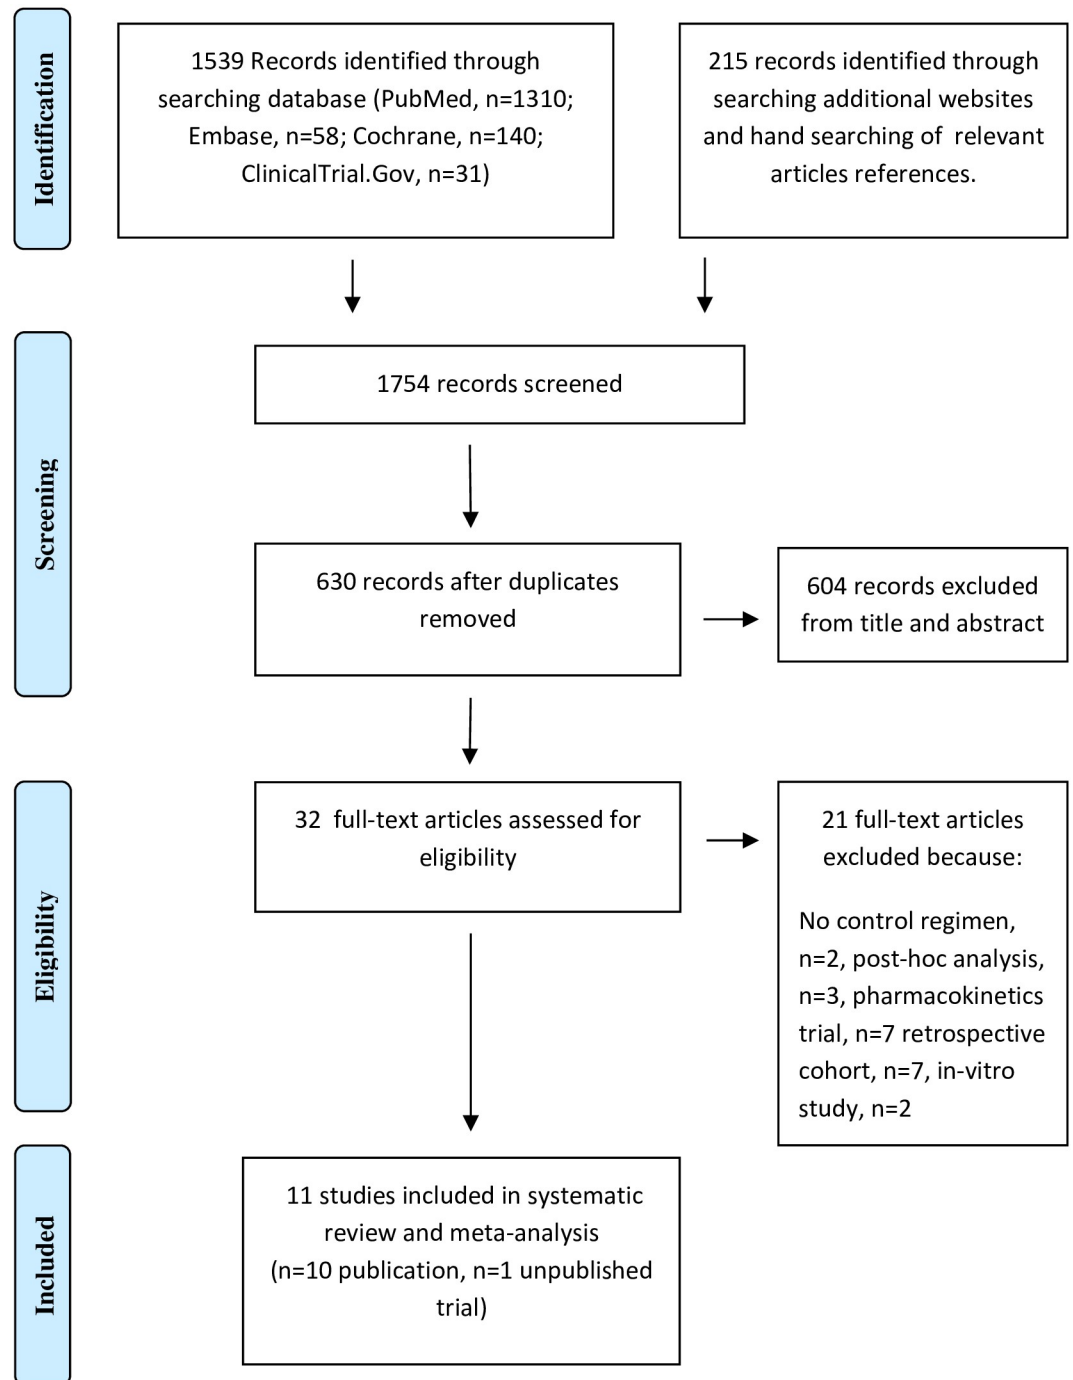 Identification
1539 Records identified through
searching database (PubMed, n=1310;
Embase, n=58; Cochrane, n=140;
ClinicalTrial.Gov, n=31)
215 records identified through
searching additional websites
and hand searching of relevant
articles references.
Screening
1754 records screened
630 records after duplicates
removed
604 records excluded
from title and abstract
Eligibility
32 full-text articles assessed for
eligibility
21 full-text articles
excluded because:
No control regimen,
n=2, post-hoc analysis,
n=3, pharmacokinetics
trial, n=7 retrospective
cohort, n=7, in-vitro
study, n=2
Included
11 studies included in systematic
review and meta-analysis
(n=10 publication, n=1 unpublished
trial)